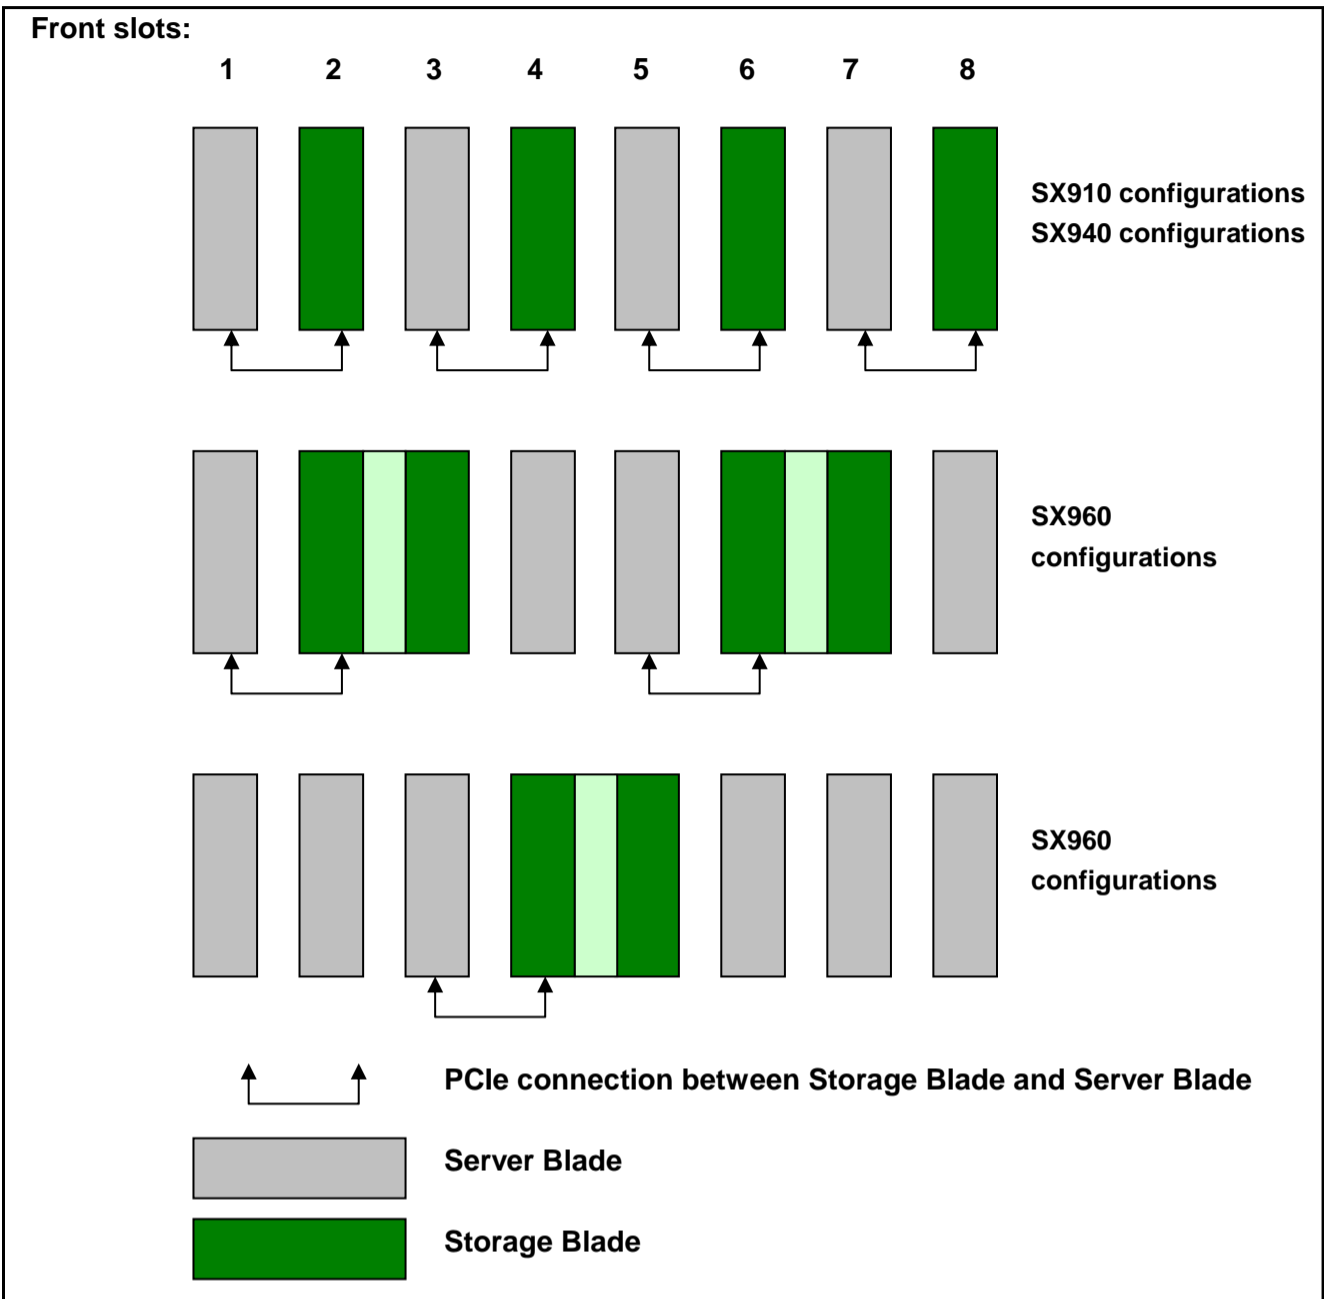 Front slots:
1 2 3 4 5 6 7 8
SX910 configurations
SX940 configurations
SX960
configurations
SX960
configurations
PCIe connection between Storage Blade and Server Blade
Server Blade
Storage Blade